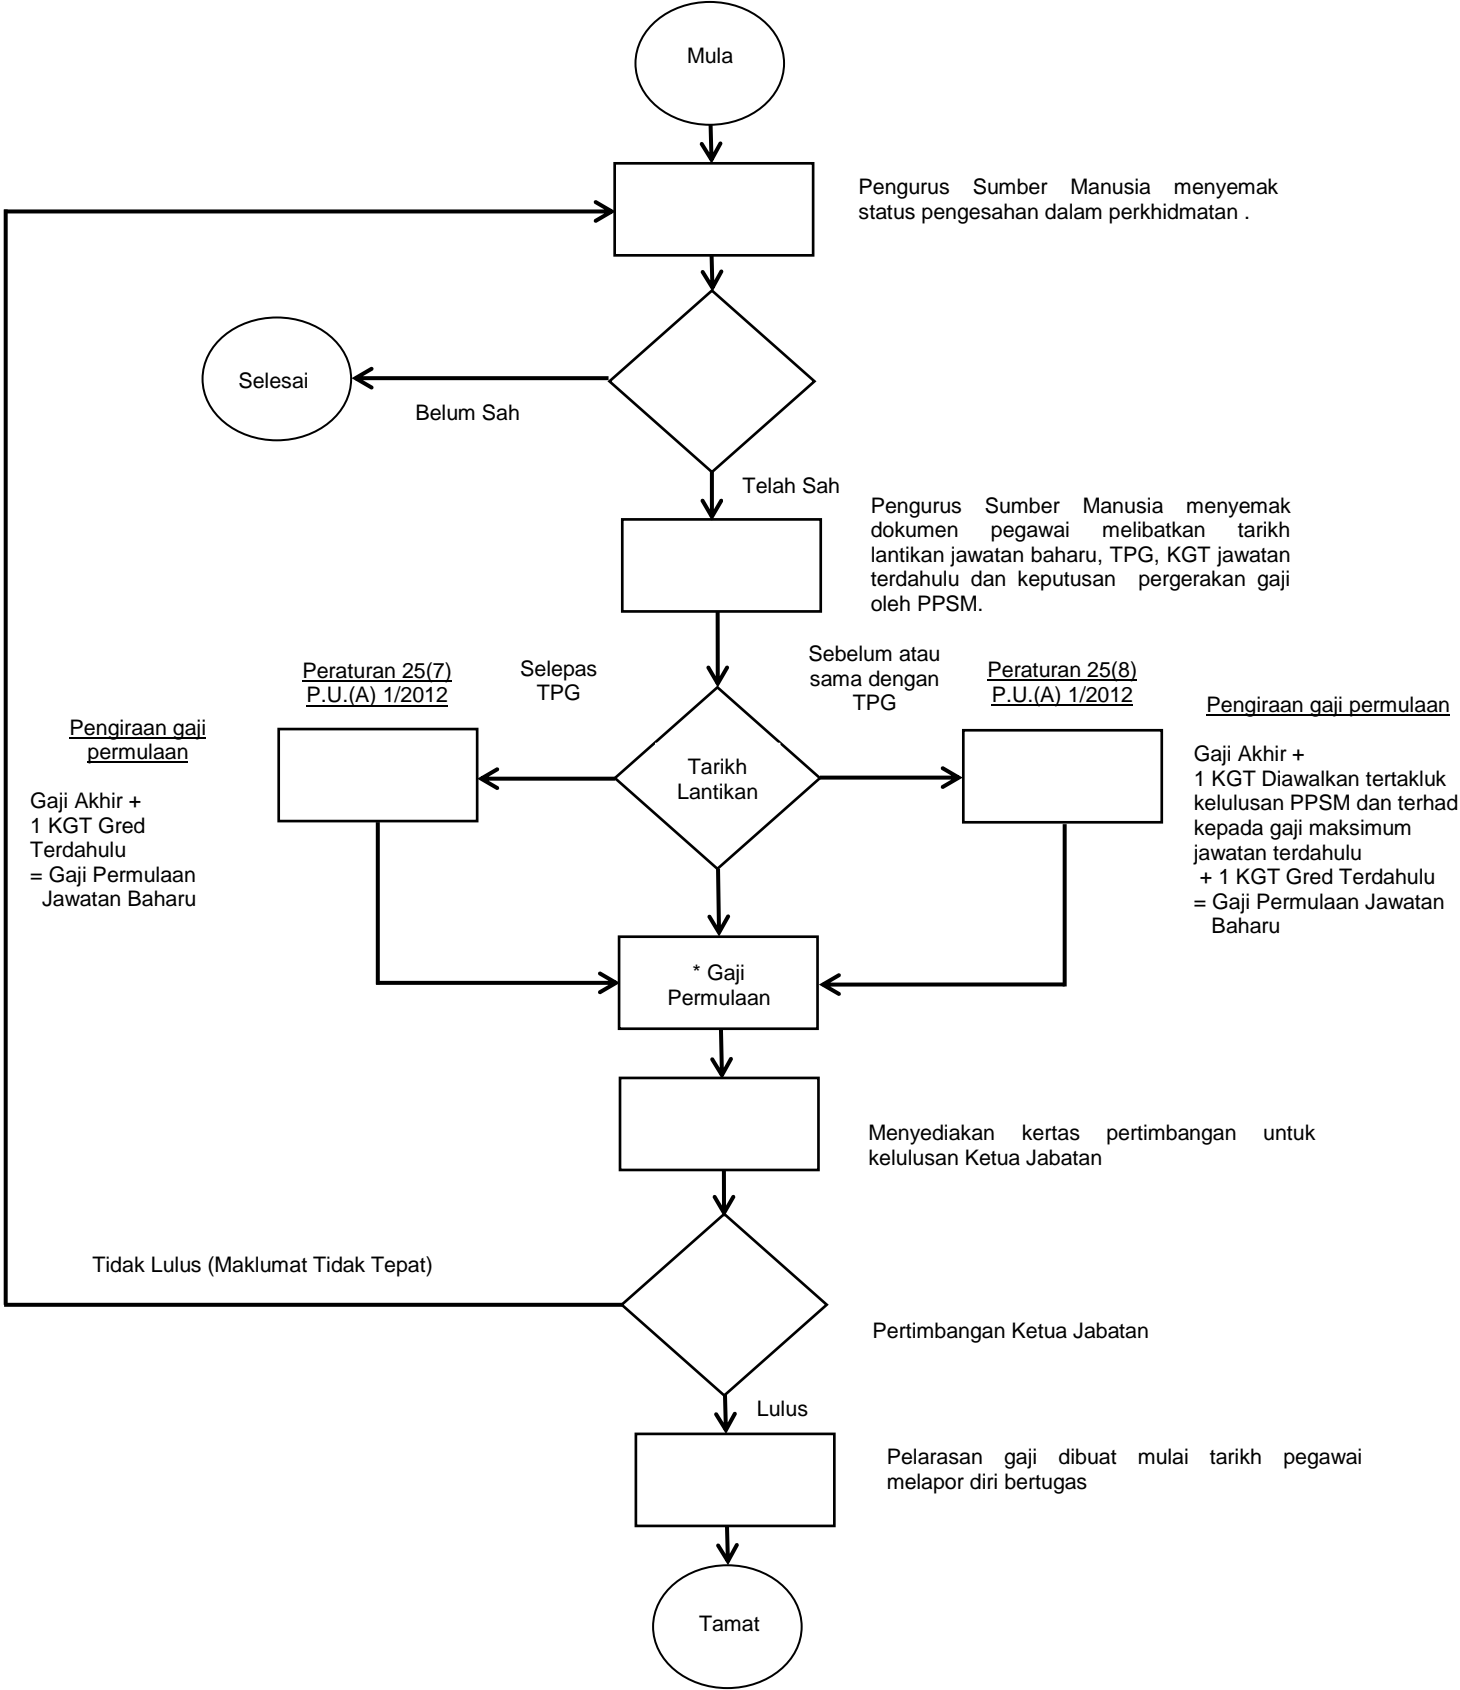 Mula
Pengurus Sumber Manusia menyemak
status pengesahan dalam perkhidmatan .
Selesai
Belum Sah
Telah Sah
Pengurus Sumber Manusia menyemak
dokumen pegawai melibatkan tarikh
lantikan jawatan baharu, TPG, KGT jawatan
terdahulu dan keputusan pergerakan gaji
oleh PPSM.
Peraturan 25(7)
P.U.(A) 1/2012
Selepas
TPG
Sebelum atau
sama dengan
TPG
Peraturan 25(8)
P.U.(A) 1/2012
Pengiraan gaji
permulaan
Gaji Akhir +
1 KGT Gred
Terdahulu
= Gaji Permulaan
Jawatan Baharu
Tarikh
Lantikan
Pengiraan gaji permulaan
Gaji Akhir +
1 KGT Diawalkan tertakluk
kelulusan PPSM dan terhad
kepada gaji maksimum
jawatan terdahulu
+ 1 KGT Gred Terdahulu
= Gaji Permulaan Jawatan
Baharu
* Gaji
Permulaan
Menyediakan kertas pertimbangan untuk
kelulusan Ketua Jabatan
Tidak Lulus (Maklumat Tidak Tepat)
Pertimbangan Ketua Jabatan
Lulus
Pelarasan gaji dibuat mulai tarikh pegawai
melapor diri bertugas
Tamat